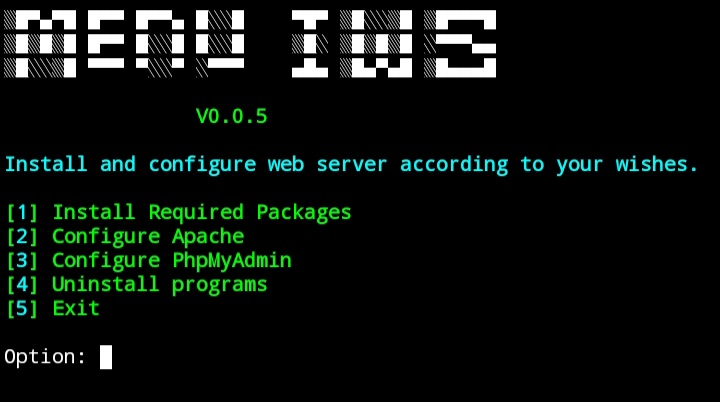 MENU IWS
V0.0.5
Install and configure web server according to your wishes.
[1] Install Required Packages
[2] Configure Apache
[3] Configure PhpMyAdmin
[4] Uninstall programs
[5] Exit
Option: